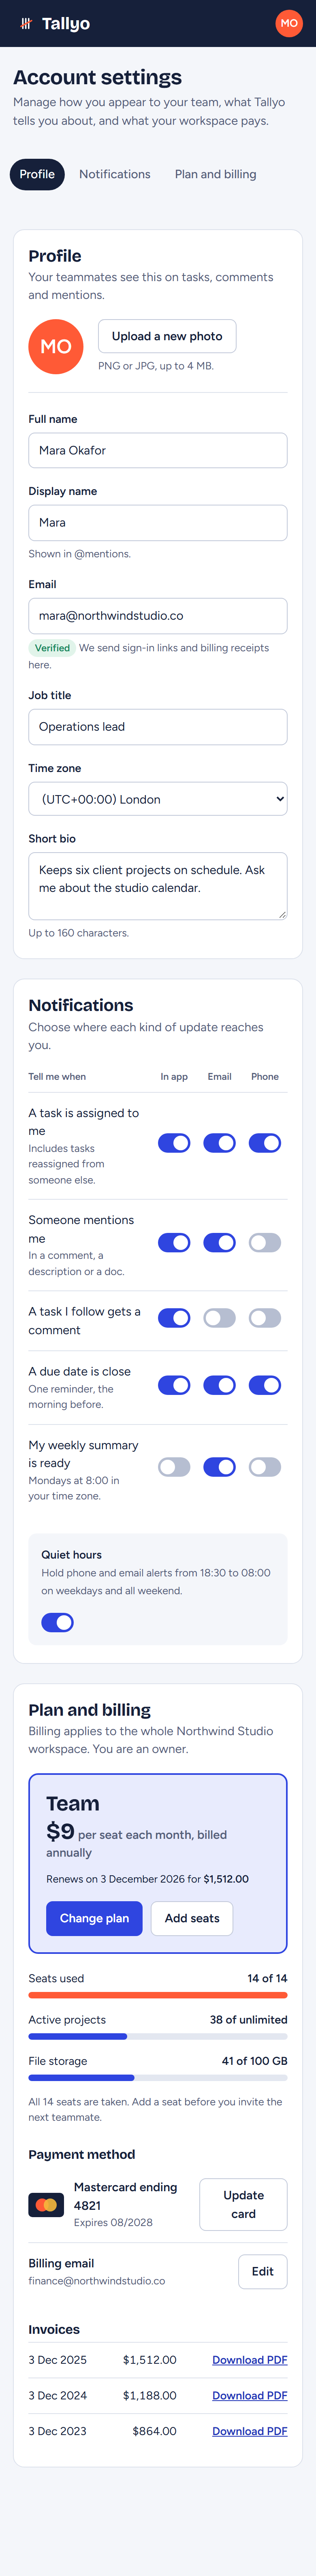 Tallyo
MO
Account settings
Manage how you appear to your team, what Tallyo
tells you about, and what your workspace pays.
Profile
Notifications
Plan and billing
Profile
Your teammates see this on tasks, comments
and mentions.
MO
Upload a new photo
PNG or JPG, up to 4 MB.
Full name
Mara Okafor
Display name
Mara
Shown in @mentions.
Email
mara@northwindstudio.co
Verified We send sign-in links and billing receipts
here.
Job title
Operations lead
Time zone
(UTC+00:00) London
Short bio
Keeps six client projects on schedule. Ask
me about the studio calendar.
Up to 160 characters.
Notifications
Choose where each kind of update reaches
you.
Tell me when In app Email Phone
A task is assigned to
me
Includes tasks
reassigned from
someone else.
Someone mentions
me
In a comment, a
description or a doc.
A task I follow gets a
comment
A due date is close
One reminder, the
morning before.
My weekly summary
is ready
Mondays at 8:00 in
your time zone.
Quiet hours
Hold phone and email alerts from 18:30 to 08:00
on weekdays and all weekend.
Plan and billing
Billing applies to the whole Northwind Studio
workspace. You are an owner.
Team
$9 per seat each month, billed
annually
Renews on 3 December 2026 for $1,512.00
Change plan
Add seats
Seats used 14 of 14
Active projects 38 of unlimited
File storage 41 of 100 GB
All 14 seats are taken. Add a seat before you invite the
next teammate.
Payment method
Mastercard ending
4821
Expires 08/2028
Update
card
Billing email
finance@northwindstudio.co
Edit
Invoices
3 Dec 2025 $1,512.00 Download PDF
3 Dec 2024 $1,188.00 Download PDF
3 Dec 2023 $864.00 Download PDF